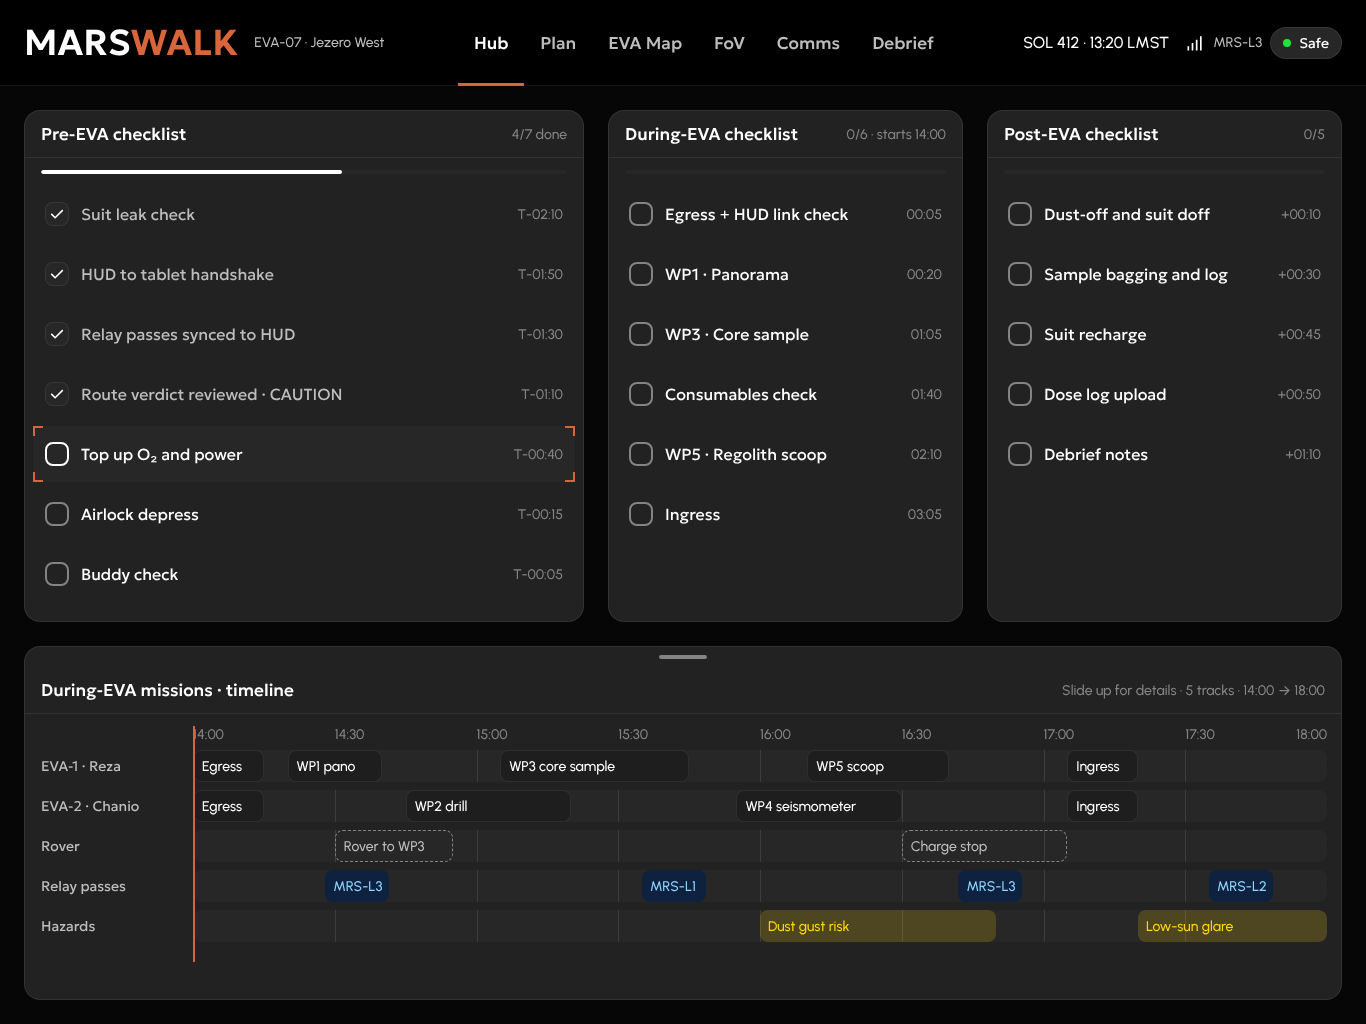 MARSWALK EVA-07 · Jezero West Hub Plan EVA Map FoV Comms Debrief SOL 412 · 13:20 LMST MRS-L3 Safe
Pre-EVA checklist 4/7 done
Suit leak check T-02:10
HUD to tablet handshake T-01:50
Relay passes synced to HUD T-01:30
Route verdict reviewed · CAUTION T-01:10
Top up O₂ and power T-00:40
Airlock depress T-00:15
Buddy check T-00:05
During-EVA checklist 0/6 · starts 14:00
Egress + HUD link check 00:05
WP1 · Panorama 00:20
WP3 · Core sample 01:05
Consumables check 01:40
WP5 · Regolith scoop 02:10
Ingress 03:05
Post-EVA checklist 0/5
Dust-off and suit doff +00:10
Sample bagging and log +00:30
Suit recharge +00:45
Dose log upload +00:50
Debrief notes +01:10
During-EVA missions · timeline Slide up for details · 5 tracks · 14:00 → 18:00
14:00 14:30 15:00 15:30 16:00 16:30 17:00 17:30 18:00
EVA-1 · Reza Egress WP1 pano WP3 core sample WP5 scoop Ingress
EVA-2 · Chanio Egress WP2 drill WP4 seismometer Ingress
Rover Rover to WP3 Charge stop
Relay passes MRS-L3 MRS-L1 MRS-L3 MRS-L2
Hazards Dust gust risk Low-sun glare